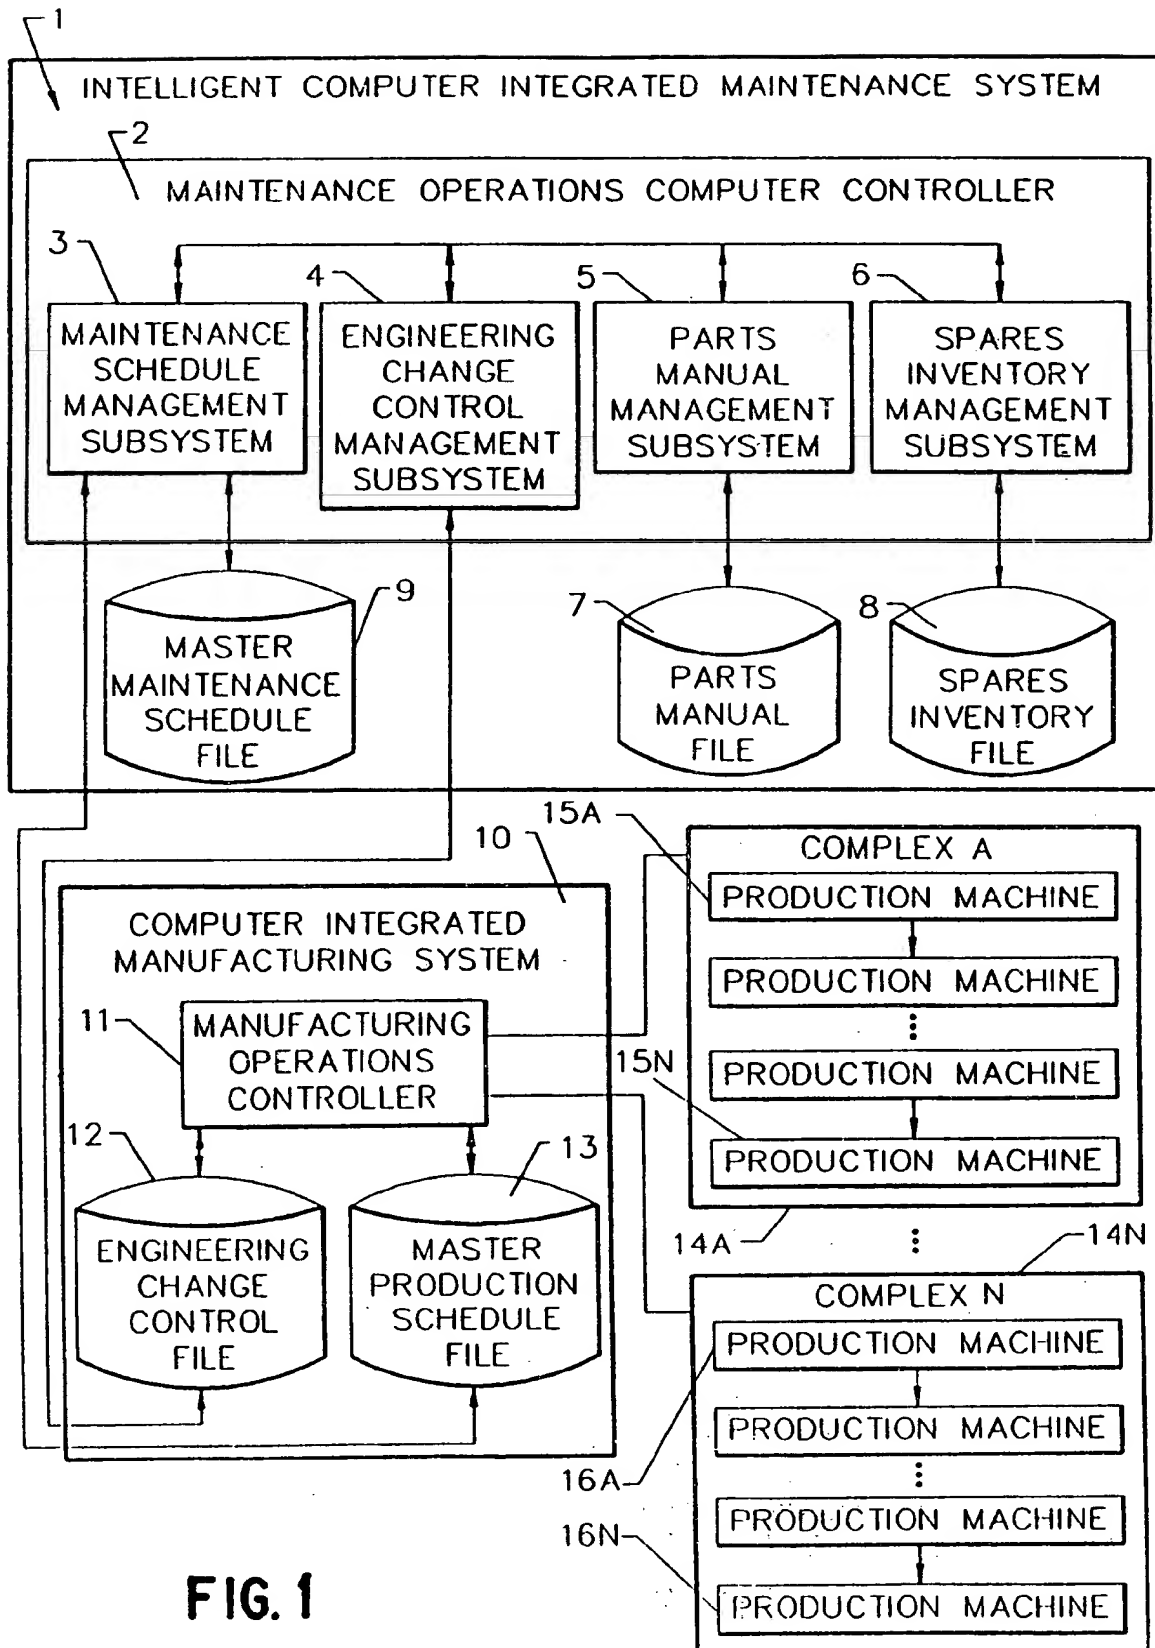 1
INTELLIGENT COMPUTER INTEGRATED MAINTENANCE SYSTEM
2
MAINTENANCE OPERATIONS COMPUTER CONTROLLER
3
MAINTENANCE
SCHEDULE
MANAGEMENT
SUBSYSTEM
4
ENGINEERING
CHANGE
CONTROL
MANAGEMENT
SUBSYSTEM
5
PARTS
MANUAL
MANAGEMENT
SUBSYSTEM
6
SPARES
INVENTORY
MANAGEMENT
SUBSYSTEM
9
MASTER
MAINTENANCE
SCHEDULE
FILE
7
PARTS
MANUAL
FILE
8
SPARES
INVENTORY
FILE
10
COMPUTER INTEGRATED
MANUFACTURING SYSTEM
11
MANUFACTURING
OPERATIONS
CONTROLLER
12
ENGINEERING
CHANGE
CONTROL
FILE
13
MASTER
PRODUCTION
SCHEDULE
FILE
15A
COMPLEX A
PRODUCTION MACHINE
PRODUCTION MACHINE
15N
PRODUCTION MACHINE
PRODUCTION MACHINE
14A
14N
COMPLEX N
PRODUCTION MACHINE
16A
PRODUCTION MACHINE
PRODUCTION MACHINE
16N
PRODUCTION MACHINE
FIG. 1